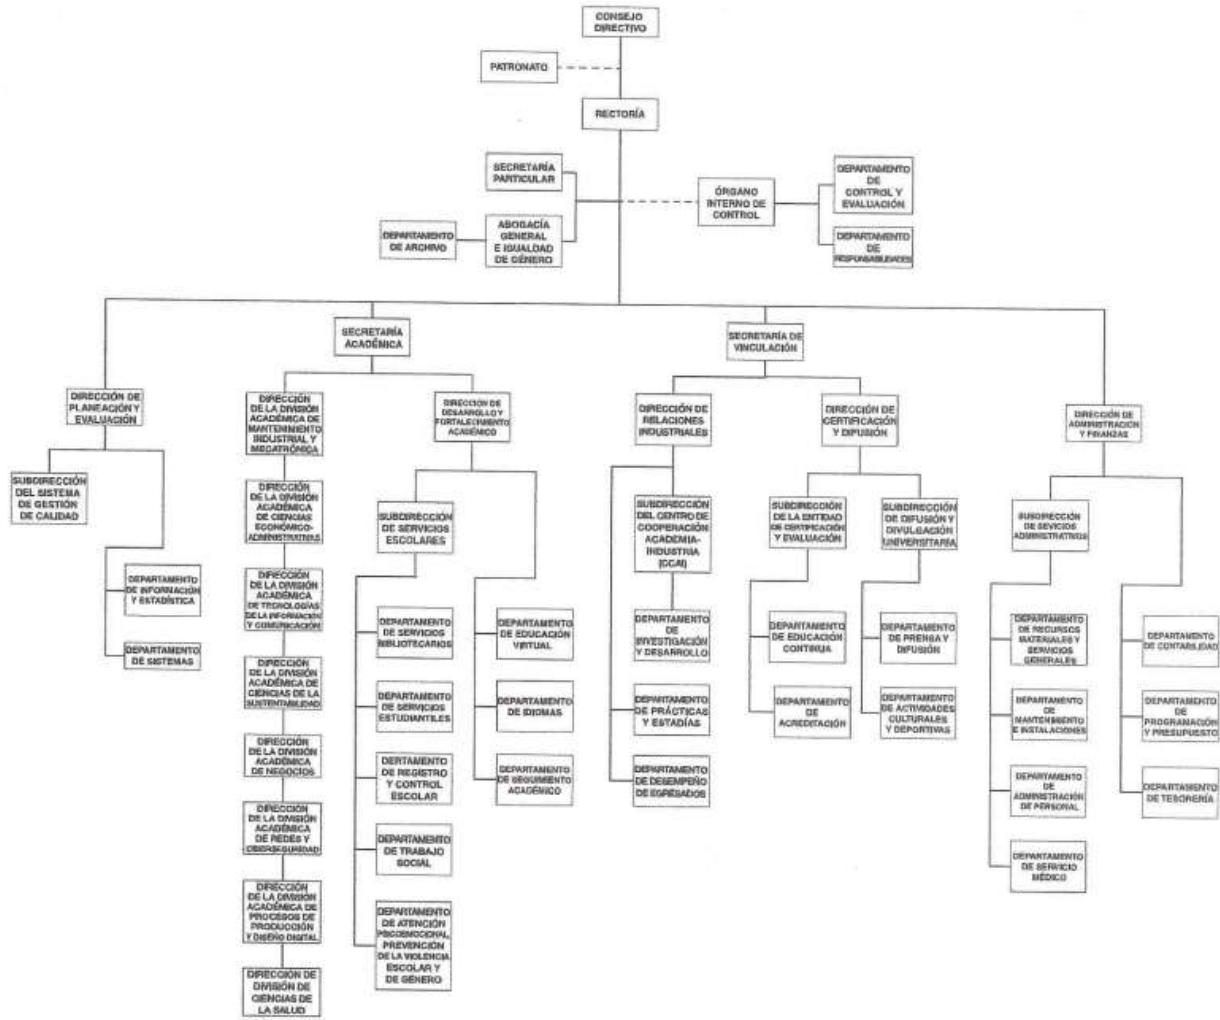 CONSEJO
DIRECTIVO
PATRONATO
RECTORÍA
SECRETARÍA
PARTICULAR
ABOGACÍA
GENERAL
E IGUALDAD
DE GÉNERO
DEPARTAMENTO
DE ARCHIVO
ÓRGANO
INTERNO DE
CONTROL
DEPARTAMENTO
DE
CONTROL Y
EVALUACIÓN
DEPARTAMENTO
DE
RESPONSABILIDADES
SECRETARÍA
ACADÉMICA
SECRETARÍA DE
VINCULACIÓN
DIRECCIÓN DE
PLANEACIÓN Y
EVALUACIÓN
SUBDIRECCIÓN
DEL SISTEMA
DE GESTIÓN
DE CALIDAD
DEPARTAMENTO
DE INFORMACIÓN
Y ESTADÍSTICA
DEPARTAMENTO
DE SISTEMAS
DIRECCIÓN
DE LA DIVISIÓN
ACADÉMICA DE
MANTENIMIENTO
INDUSTRIAL Y
MECATRÓNICA
DIRECCIÓN
DE LA DIVISIÓN
ACADÉMICA
DE CIENCIAS
ECONÓMICO-
ADMINISTRATIVAS
DIRECCIÓN
DE LA DIVISIÓN
ACADÉMICA
DE TECNOLOGÍAS
DE LA INFORMACIÓN
Y COMUNICACIÓN
DIRECCIÓN
DE LA DIVISIÓN
ACADÉMICA DE
CIENCIAS DE LA
SUSTENTABILIDAD
DIRECCIÓN
DE LA DIVISIÓN
ACADÉMICA
DE NEGOCIOS
DIRECCIÓN
DE LA DIVISIÓN
ACADÉMICA
DE REDES Y
CIBERSEGURIDAD
DIRECCIÓN
DE LA DIVISIÓN
ACADÉMICA DE
PROCESOS DE
PRODUCCIÓN
Y DISEÑO DIGITAL
DIRECCIÓN DE
DIVISIÓN DE
CIENCIAS DE
LA SALUD
DIRECCIÓN DE
DESARROLLO Y
FORTALECIMIENTO
ACADÉMICO
SUBDIRECCIÓN
DE SERVICIOS
ESCOLARES
DEPARTAMENTO
DE SERVICIOS
BIBLIOTECARIOS
DEPARTAMENTO
DE SERVICIOS
ESTUDIANTILES
DERTAMENTO
DE REGISTRO
Y CONTROL
ESCOLAR
DEPARTAMENTO
DE TRABAJO
SOCIAL
DEPARTAMENTO
DE ATENCIÓN
PSICOEMOCIONAL,
PREVENCIÓN
DE LA VIOLENCIA
ESCOLAR Y
DE GÉNERO
DEPARTAMENTO
DE EDUCACIÓN
VIRTUAL
DEPARTAMENTO
DE IDIOMAS
DEPARTAMENTO
DE SEGUIMIENTO
ACADÉMICO
DIRECCIÓN DE
RELACIONES
INDUSTRIALES
SUBDIRECCIÓN
DEL CENTRO DE
COOPERACIÓN
ACADEMIA-
INDUSTRIA
(CCAI)
DEPARTAMENTO
DE
INVESTIGACIÓN
Y DESARROLLO
DEPARTAMENTO
DE PRÁCTICAS
Y ESTADÍAS
DEPARTAMENTO
DE DESEMPEÑO
DE EGRESADOS
DIRECCIÓN DE
CERTIFICACIÓN
Y DIFUSIÓN
SUBDIRECCIÓN
DE LA ENTIDAD
DE CERTIFICACIÓN
Y EVALUACIÓN
DEPARTAMENTO
DE EDUCACIÓN
CONTINUA
DEPARTAMENTO
DE
ACREDITACIÓN
SUBDIRECCIÓN
DE DIFUSIÓN Y
DIVULGACIÓN
UNIVERSITARÍA
DEPARTAMENTO
DE PRENSA Y
DIFUSIÓN
DEPARTAMENTO
DE ACTIVIDADES
CULTURALES
Y DEPORTIVAS
DIRECCIÓN DE
ADMINISTRACIÓN
Y FINANZAS
SUBDIRECCIÓN
DE SEVICIOS
ADMINISTRATIVOS
DEPARTAMENTO
DE RECURSOS
MATERIALES Y
SERVICIOS
GENERALES
DEPARTAMENTO
DE
MANTENIMIENTO
E INSTALACIONES
DEPARTAMENTO
DE
ADMINISTRACIÓN
DE PERSONAL
DEPARTAMENTO
DE SERVICIO
MÉDICO
DEPARTAMENTO
DE CONTABILIDAD
DEPARTAMENTO
DE
PROGRAMACIÓN
Y PRESUPUESTO
DEPARTAMENTO
DE TESORERÍA